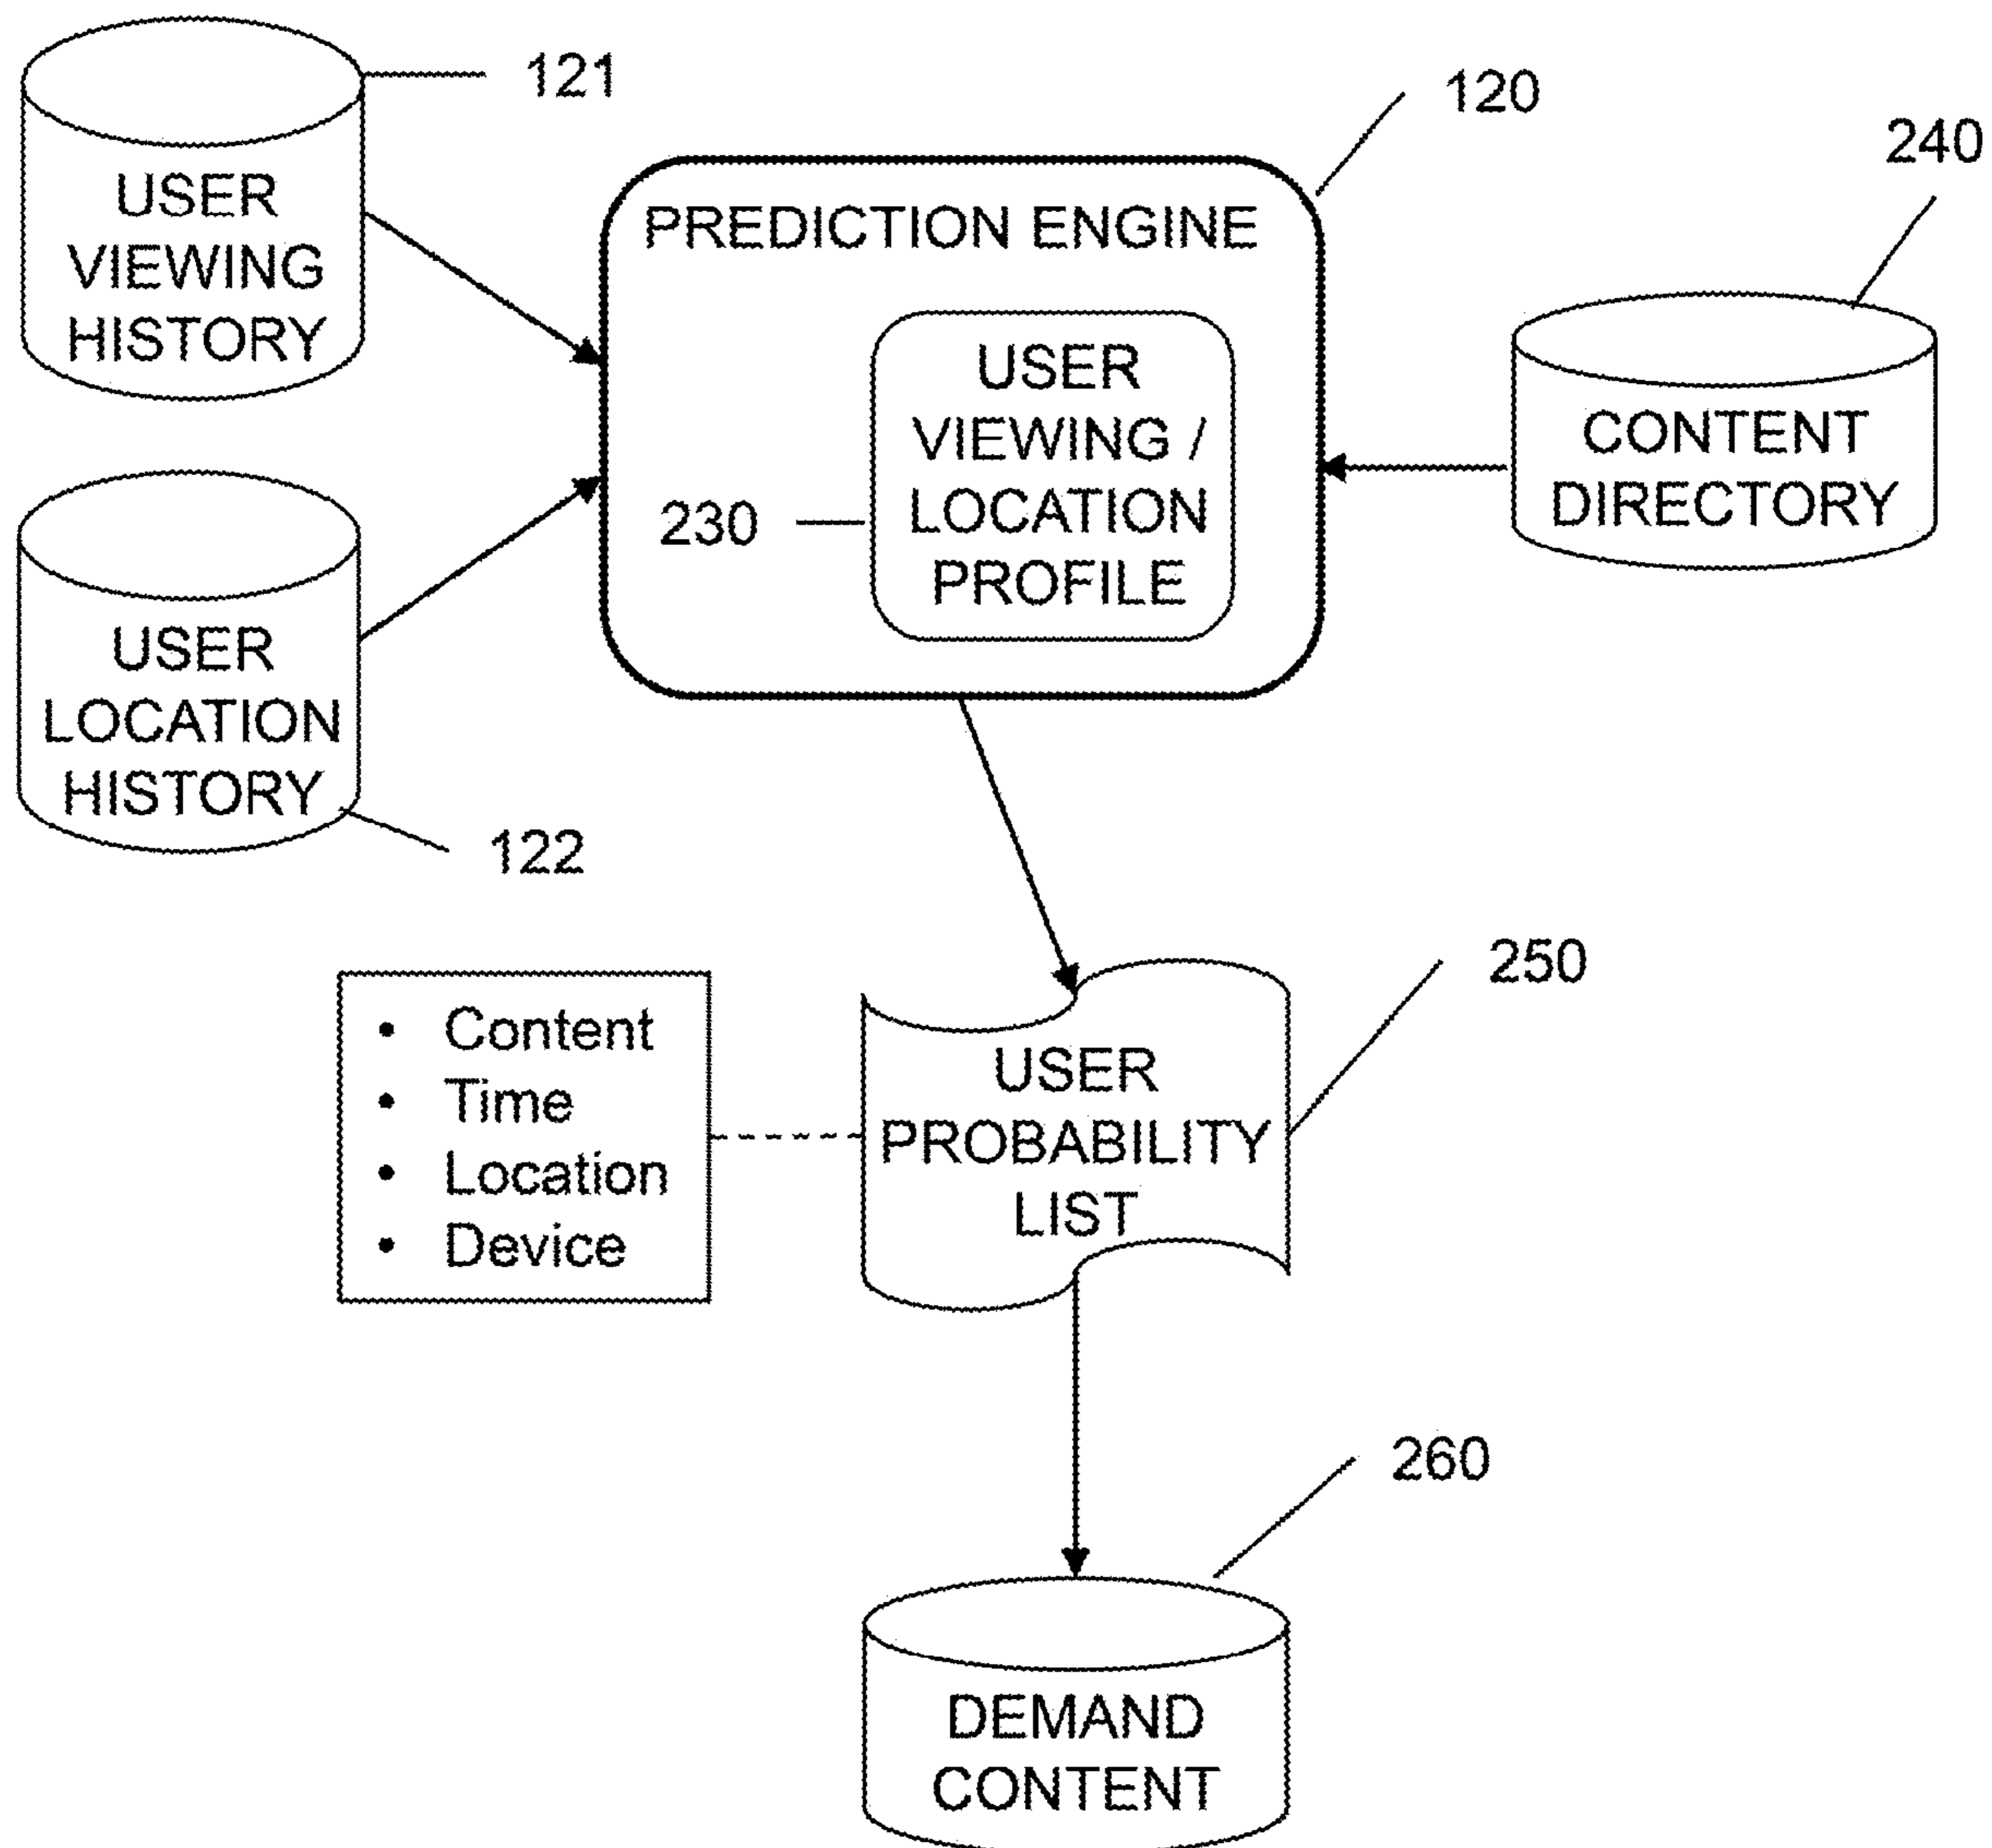 121
USER
VIEWING
HISTORY
120
PREDICTION ENGINE
240
USER
VIEWING /
LOCATION
PROFILE
230
CONTENT
DIRECTORY
USER
LOCATION
HISTORY
122
250
• Content
• Time
• Location
• Device
USER
PROBABILITY
LIST
260
DEMAND
CONTENT